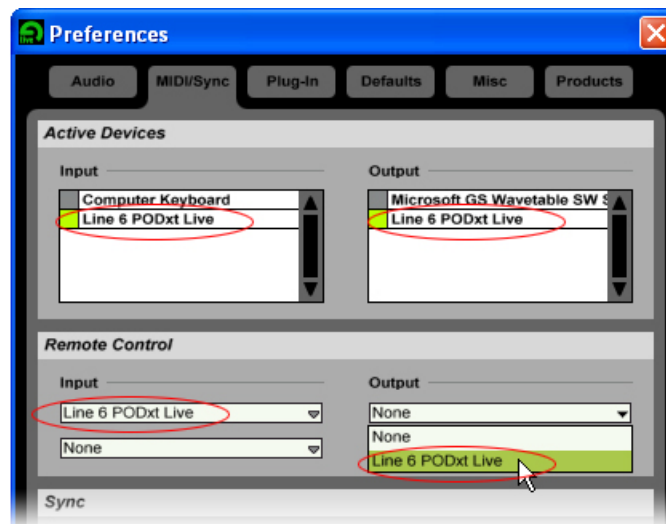 Preferences
Audio
MIDI/Sync
Plug-In
Defaults
Misc
Products
Active Devices
Input
Computer Keyboard
Line 6 PODxt Live
Output
Microsoft GS Wavetable SW
Line 6 PODxt Live
Remote Control
Input
Line 6 PODxt Live
None
Output
None
None
Line 6 PODxt Live
Sync